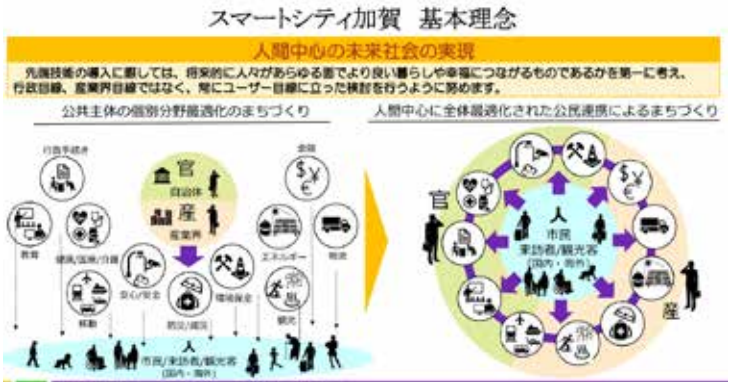 スマートシティ加賀 基本理念
人間中心の未来社会の実現
先端技術の導入に際しては、将来的に人々があらゆる面でより良い暮らしや幸福につながるものであるかを第一に考え、
行政目線、産業界目線ではなく、常にユーザー目線に立った検討を行うように努めます。
公共主体の個別分野最適化のまちづくり
行政手続き
金融
官
自治体
産
産業界
教育
健康/医療/介護
エネルギー
物流
移動
安心/安全
防災/減災
環境保全
観光
市民/来訪者/観光客
(国内・海外)
人間中心に全体最適化された公民連携によるまちづくり
官
市民
来訪者/観光客
(国内・海外)
産